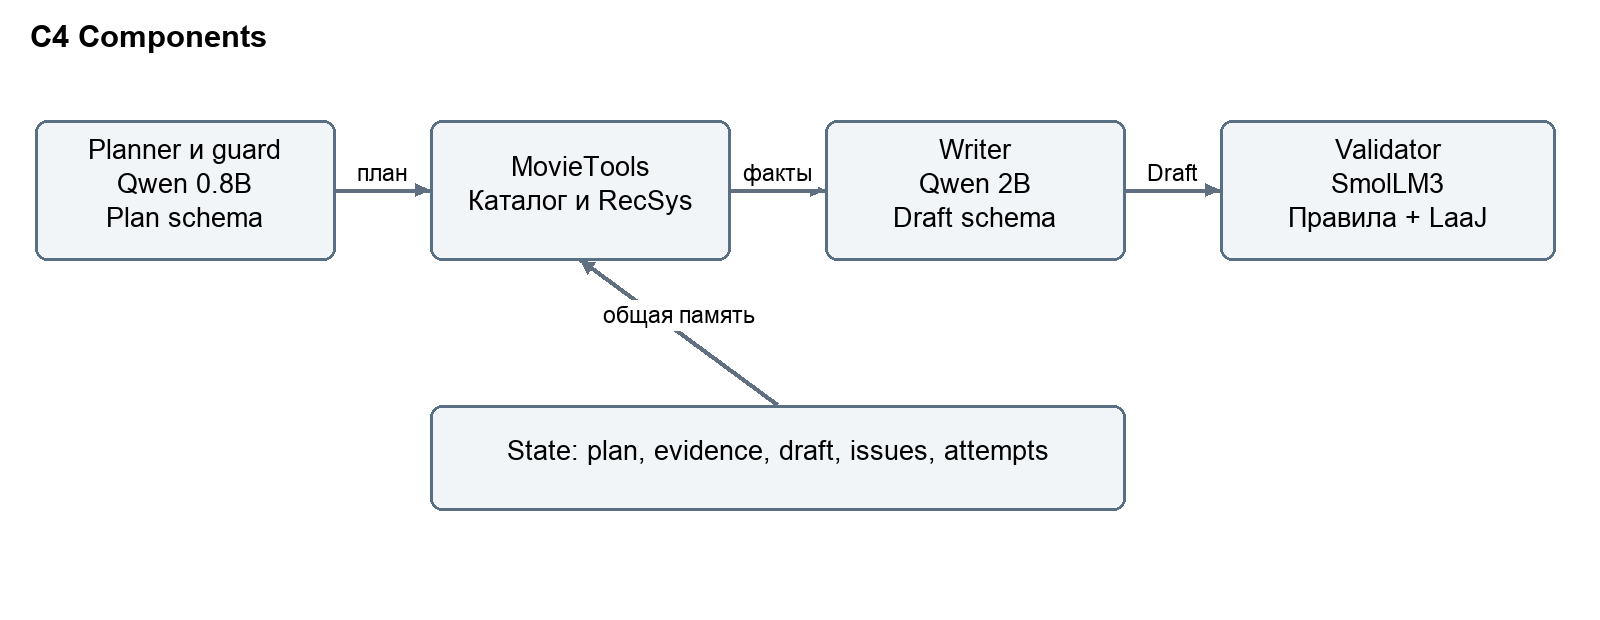 C4 Components
Planner и guard
Qwen 0.8B
Plan schema
план
MovieTools
Каталог и RecSys
факты
Writer
Qwen 2B
Draft schema
Draft
Validator
SmolLM3
Правила + LaaJ
общая память
State: plan, evidence, draft, issues, attempts